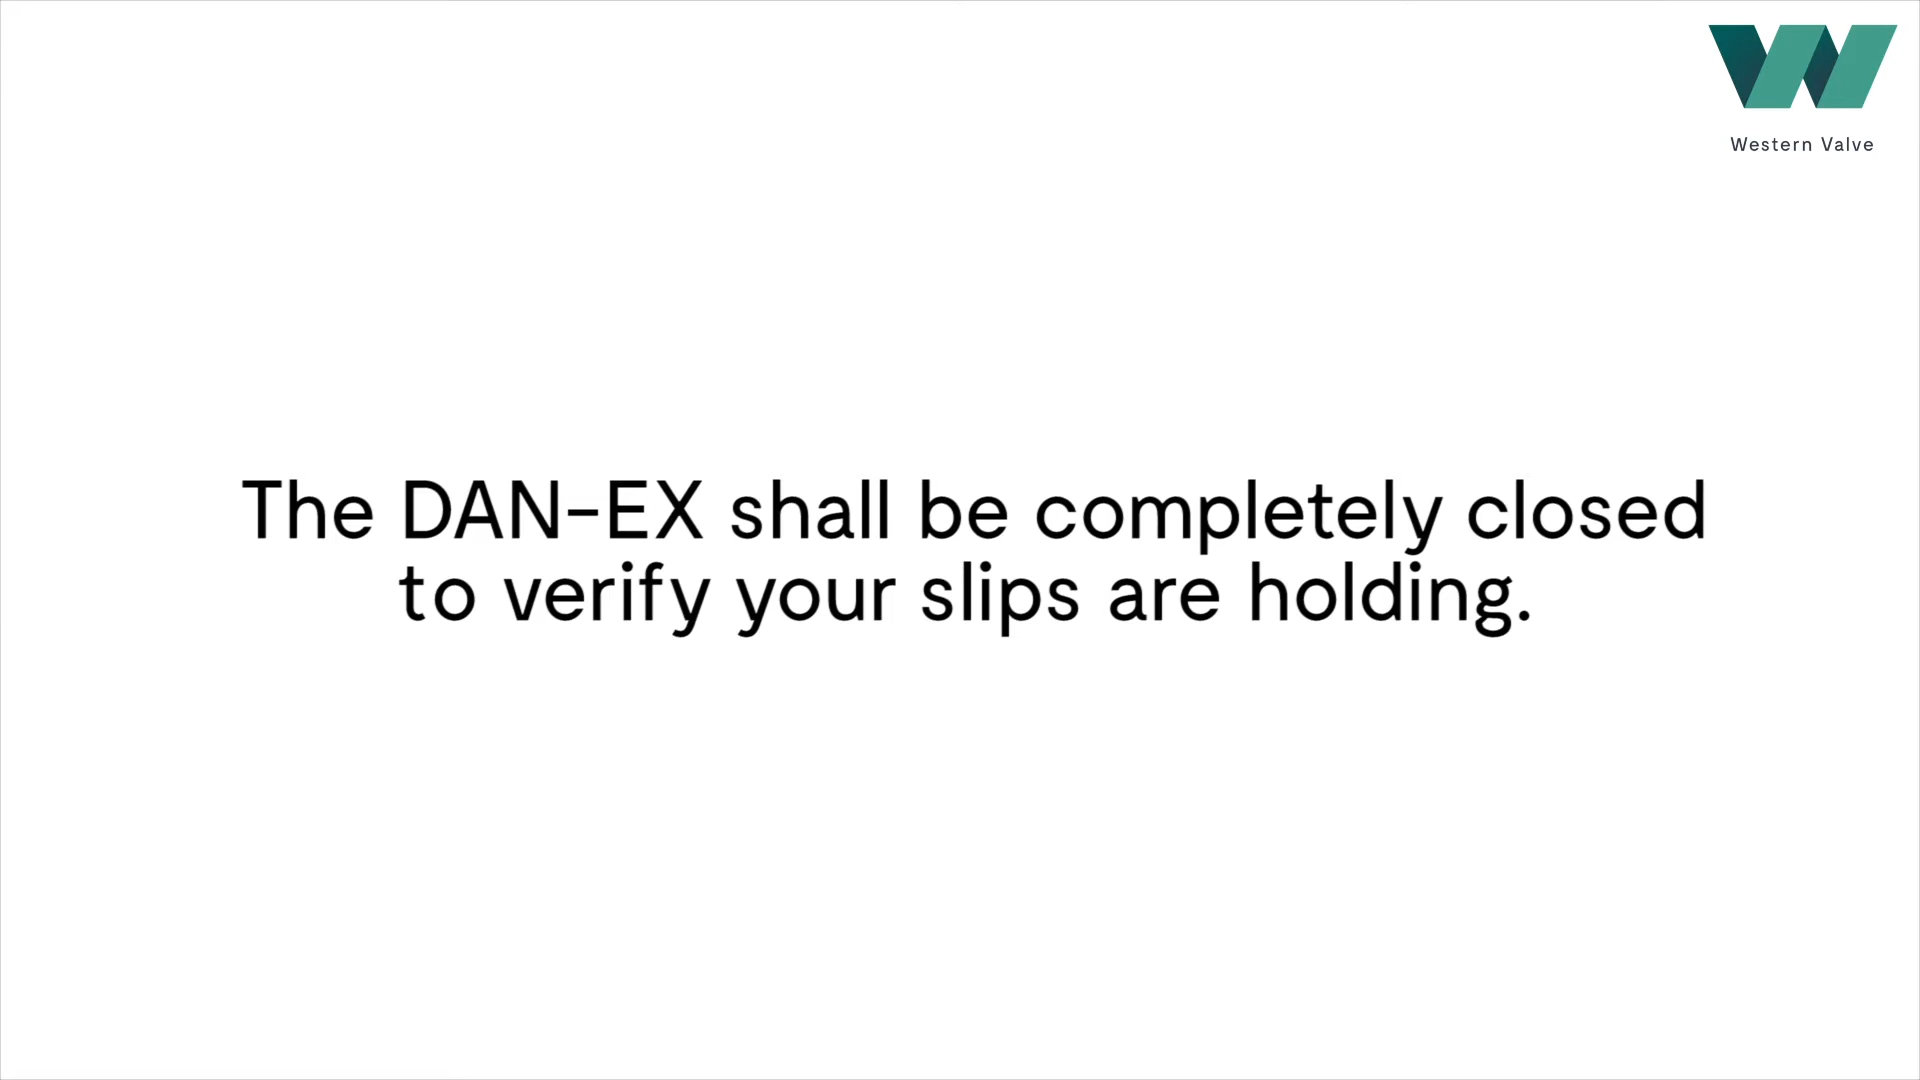 Western Valve
The DAN-EX shall be completely closed
to verify your slips are holding.